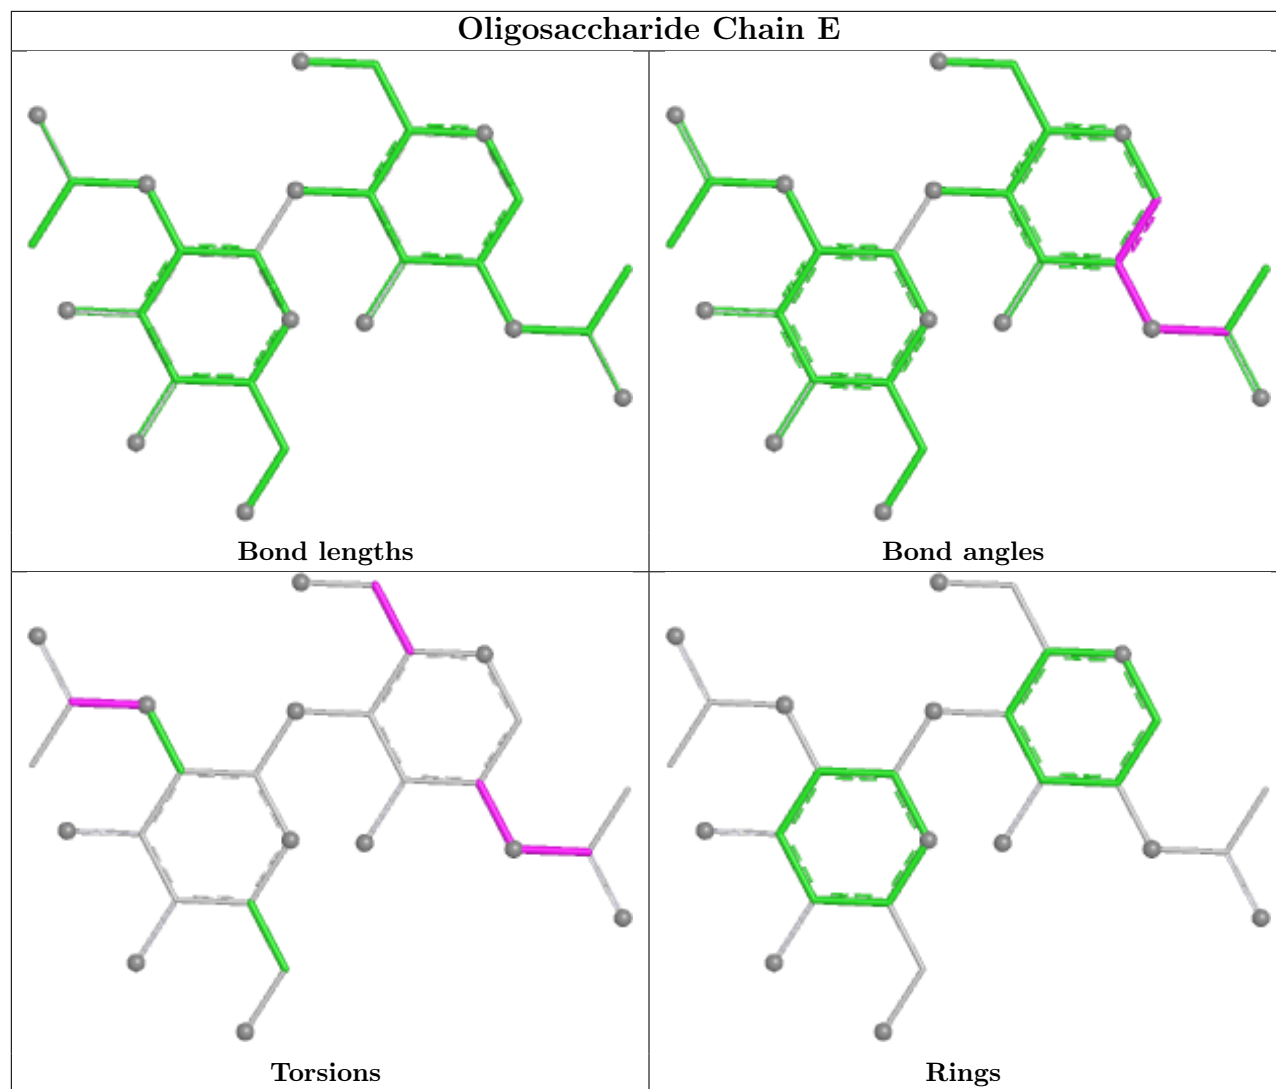 Oligosaccharide Chain E
Bond lengths
Bond angles
Torsions
Rings